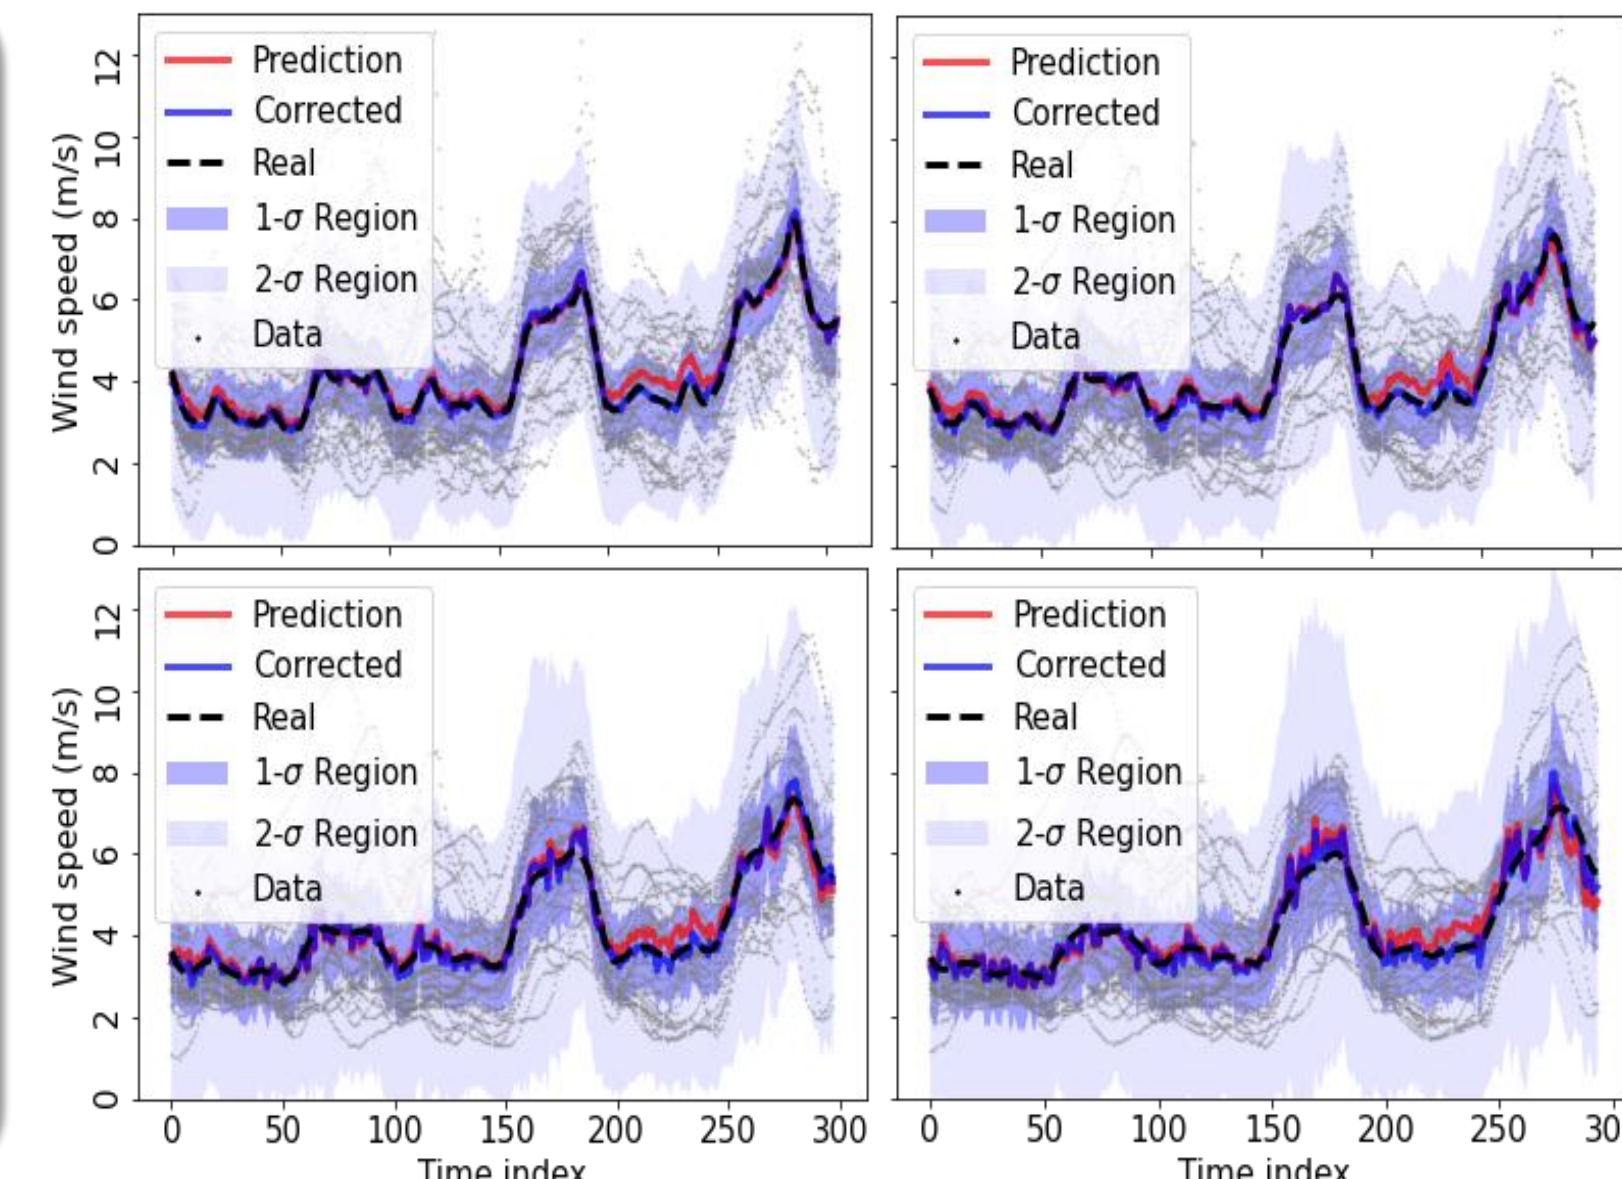 Prediction
Corrected
Real
1-σ Region
2-σ Region
Data
Wind speed (m/s)
12
10
8
6
4
2
0
Prediction
Corrected
Real
1-σ Region
2-σ Region
Data
Prediction
Corrected
Real
1-σ Region
2-σ Region
Data
Wind speed (m/s)
12
10
8
6
4
2
0
0 50 100 150 200 250 300
Time index
Prediction
Corrected
Real
1-σ Region
2-σ Region
Data
0 50 100 150 200 250 30
Time index